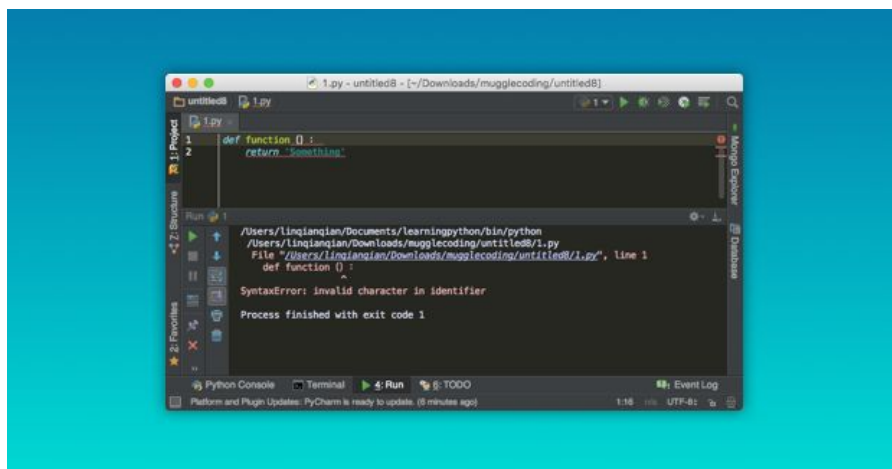 1.py - untitled8 - [~/Downloads/mugglecoding/untitled8]
untitled8 1.py
1
1.py
1: Project
1 def function （） ：
2 return 'Something'
Mongo Explorer
Z: Structure
Run 1
Database
/Users/linqianqian/Documents/learningpython/bin/python
/Users/linqianqian/Downloads/mugglecoding/untitled8/1.py
File "/Users/linqianqian/Downloads/mugglecoding/untitled8/1.py", line 1
def function （） ：
^
SyntaxError: invalid character in identifier
Process finished with exit code 1
2: Favorites
»
Python Console Terminal 4: Run 6: TODO Event Log
Platform and Plugin Updates: PyCharm is ready to update. (6 minutes ago) 1:16 n/a UTF-8